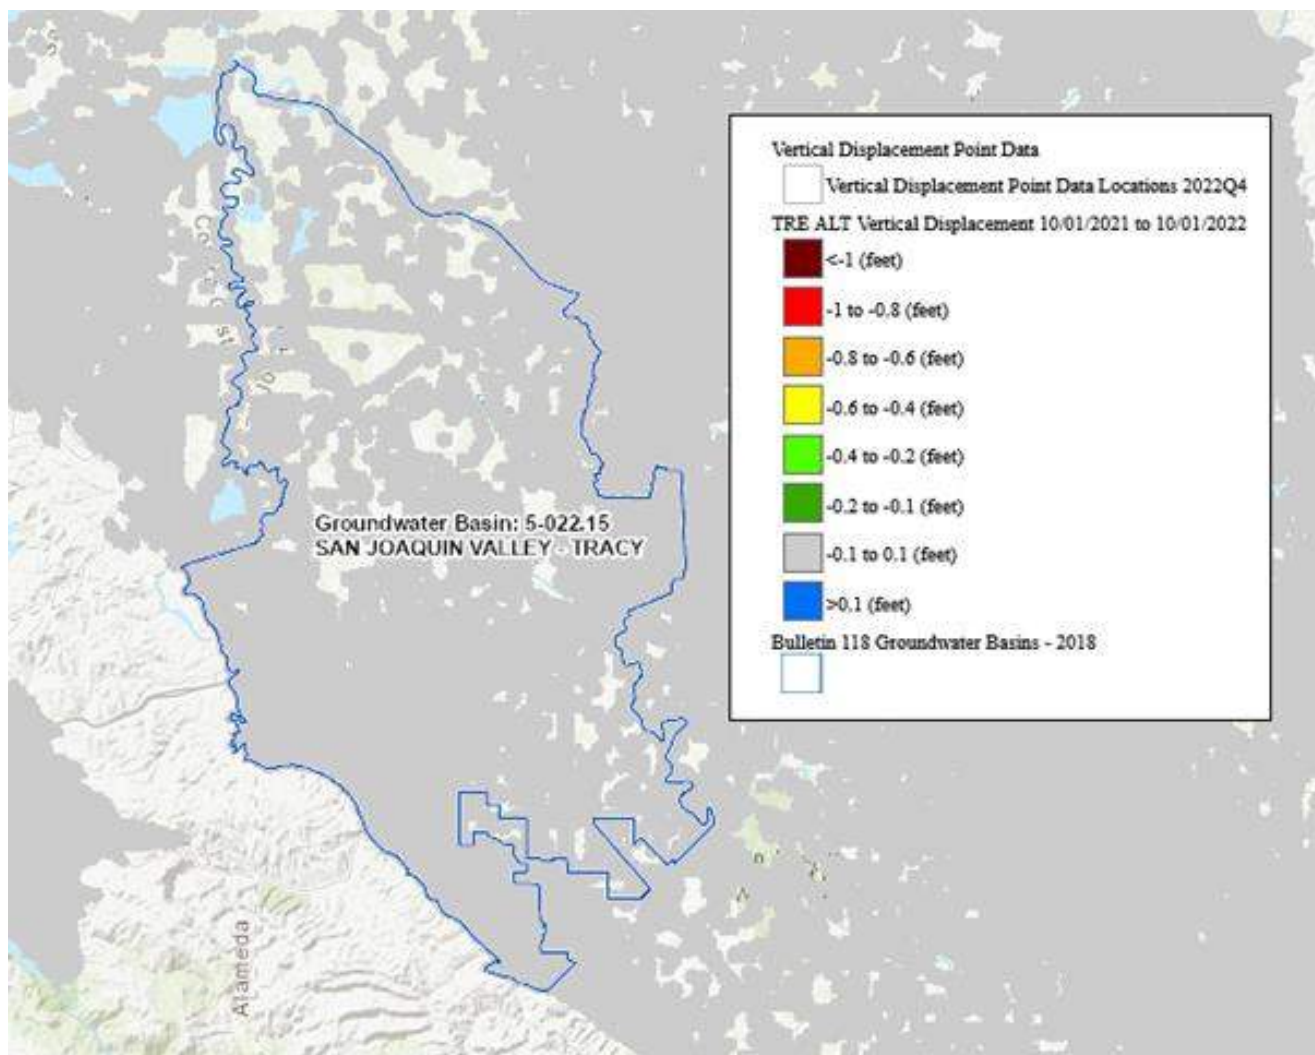 Vertical Displacement Point Data
Vertical Displacement Point Data Locations 2022Q4
TRE ALT Vertical Displacement 10/01/2021 to 10/01/2022
<-1 (feet)
-1 to -0.8 (feet)
-0.8 to -0.6 (feet)
-0.6 to -0.4 (feet)
-0.4 to -0.2 (feet)
-0.2 to -0.1 (feet)
-0.1 to 0.1 (feet)
>0.1 (feet)
Bulletin 118 Groundwater Basins - 2018
Groundwater Basin: 5-022.15
SAN JOAQUIN VALLEY - TRACY
Alameda